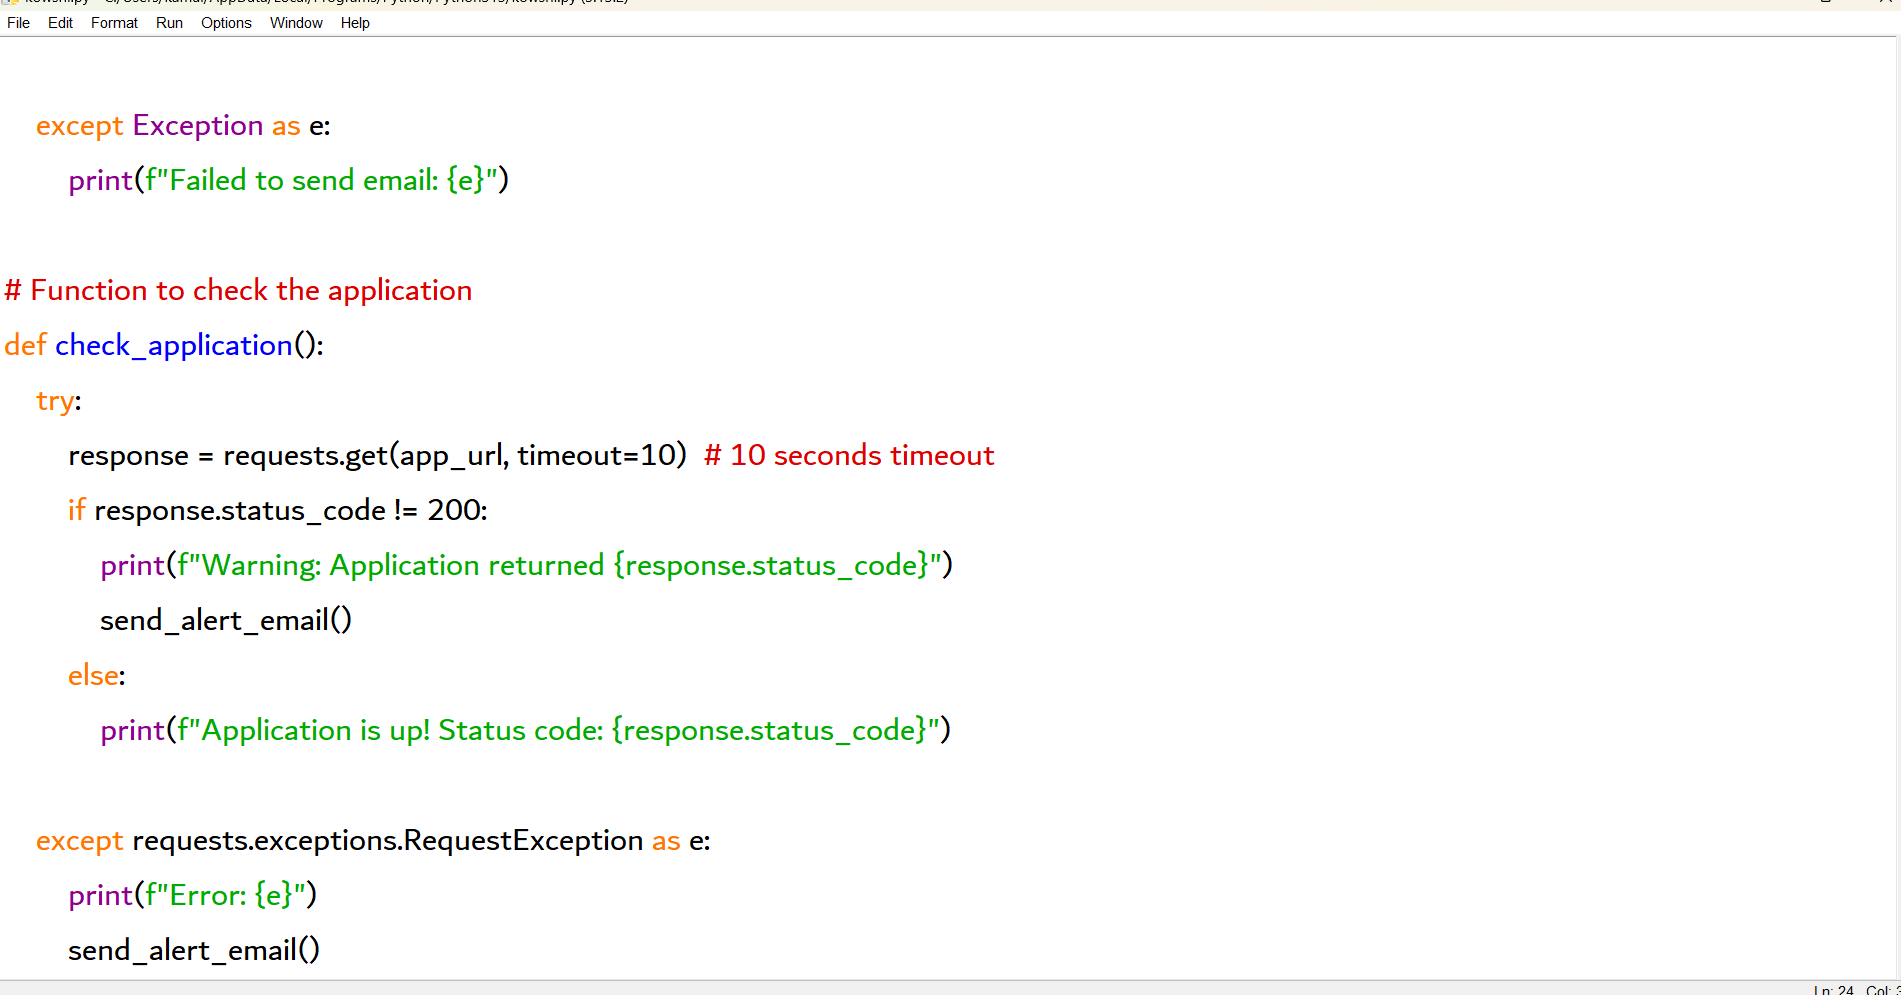 File Edit Format Run Options Window Help
except Exception as e:
print(f"Failed to send email: {e}")
# Function to check the application
def check_application():
try:
response = requests.get(app_url, timeout=10)  # 10 seconds timeout
if response.status_code != 200:
print(f"Warning: Application returned {response.status_code}")
send_alert_email()
else:
print(f"Application is up! Status code: {response.status_code}")
except requests.exceptions.RequestException as e:
print(f"Error: {e}")
send_alert_email()
Ln: 24 Col: